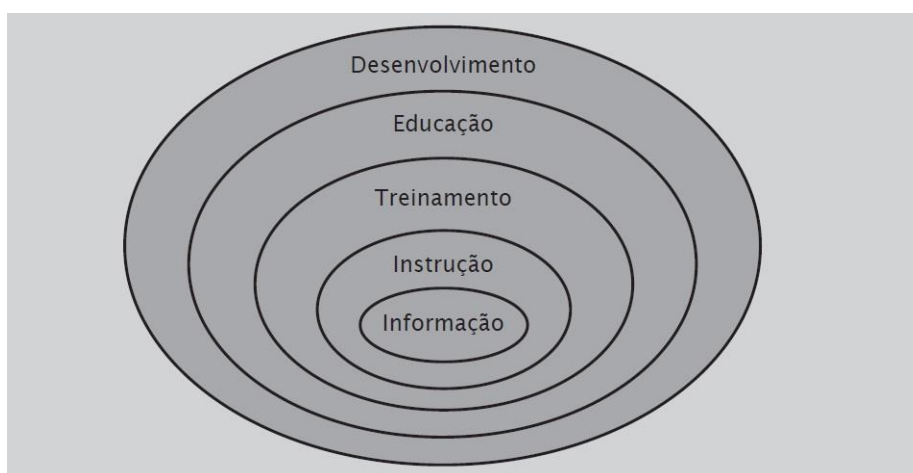 Desenvolvimento
Educação
Treinamento
Instrução
Informação